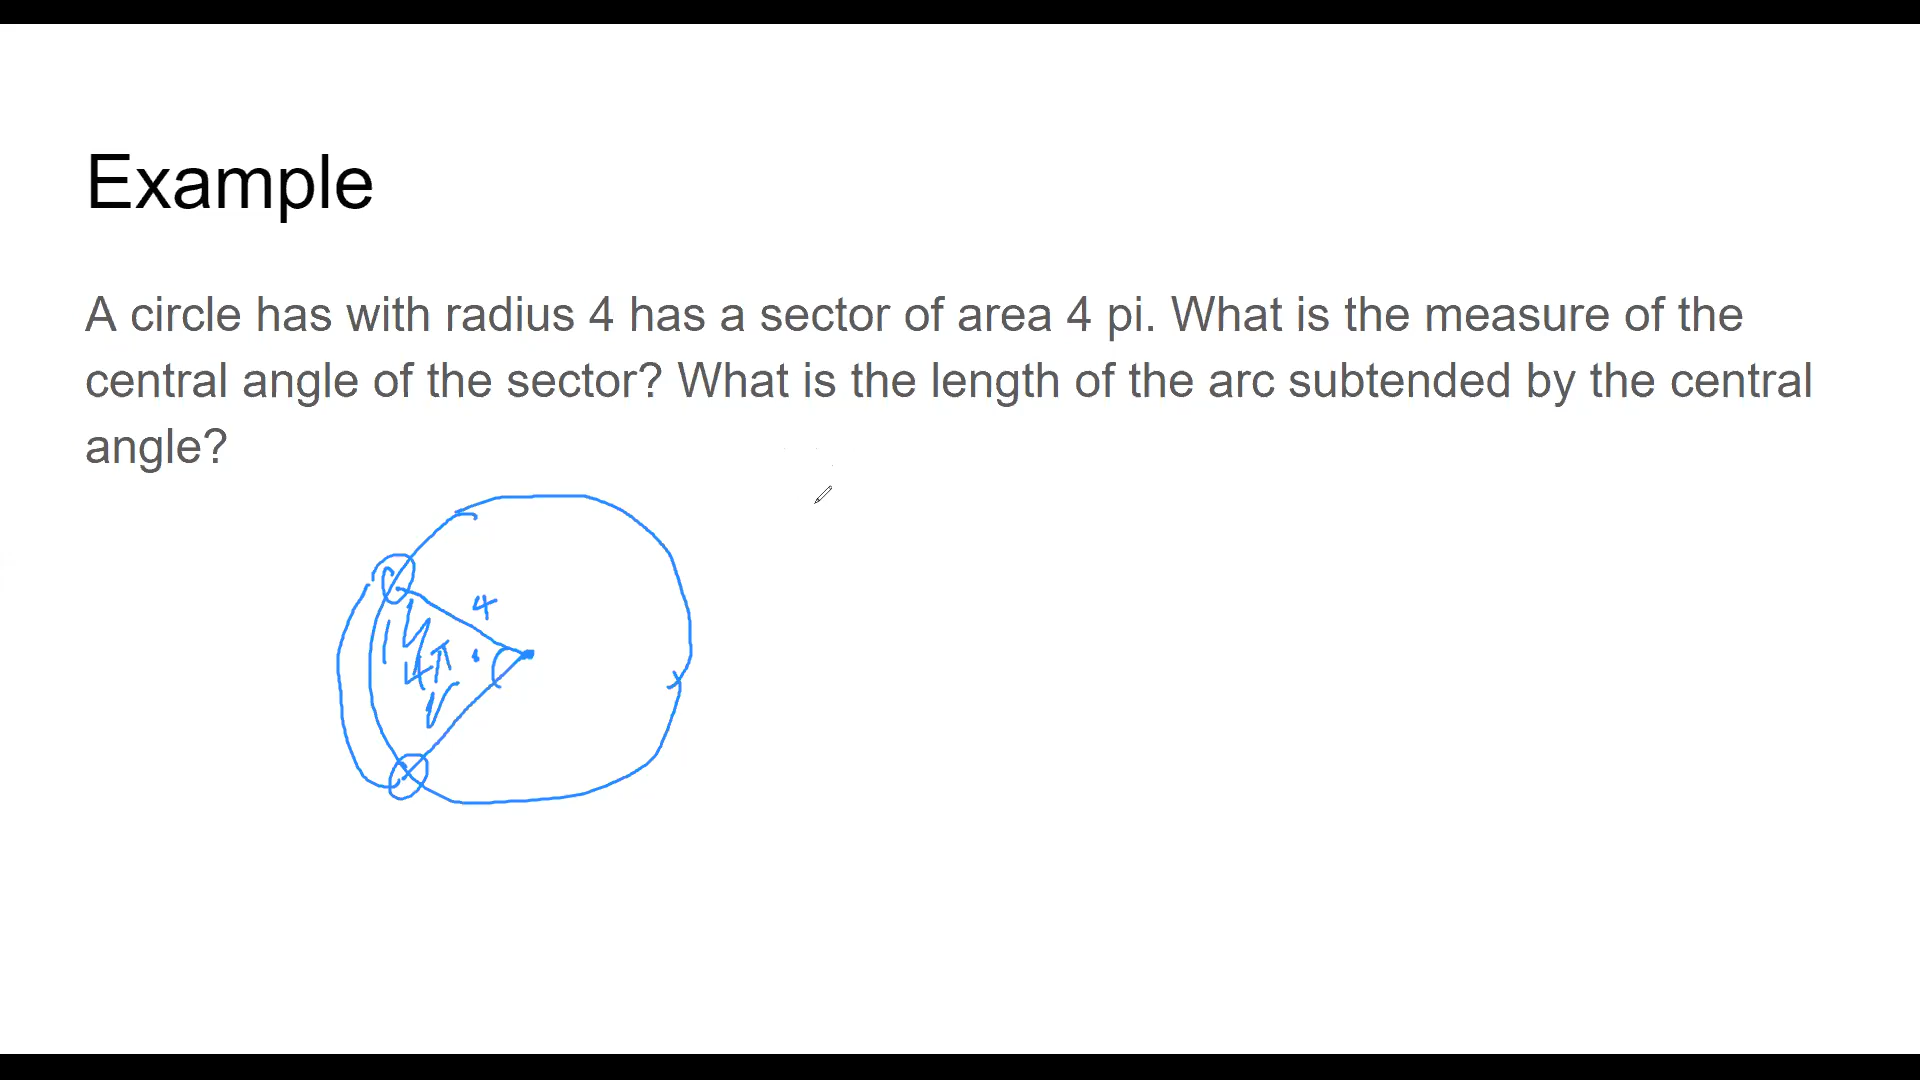 Example
A circle has with radius 4 has a sector of area 4 pi. What is the measure of the
central angle of the sector? What is the length of the arc subtended by the central
angle?
4
4π